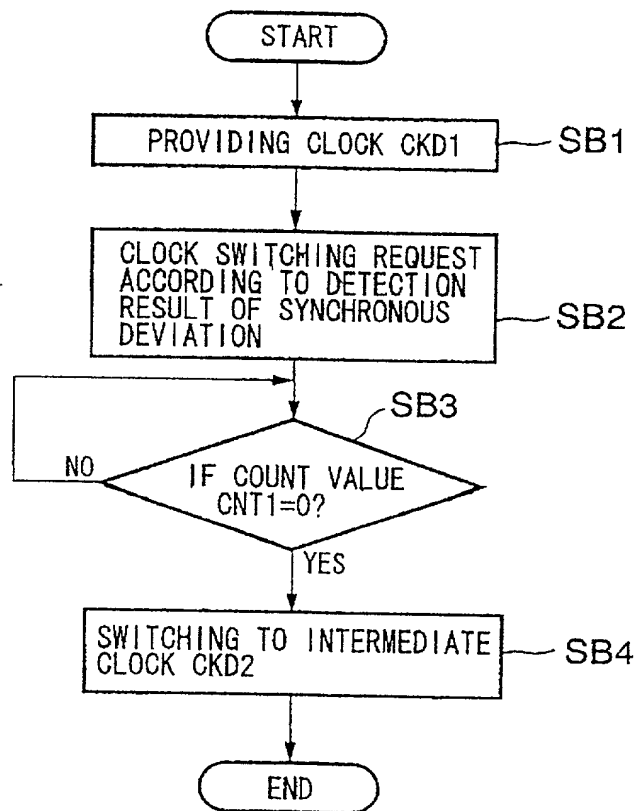 START
PROVIDING CLOCK CKD1
SB1
CLOCK SWITCHING REQUEST
ACCORDING TO DETECTION
RESULT OF SYNCHRONOUS
DEVIATION
SB2
SB3
NO
IF COUNT VALUE
CNT1=0?
YES
SWITCHING TO INTERMEDIATE
CLOCK CKD2
SB4
END